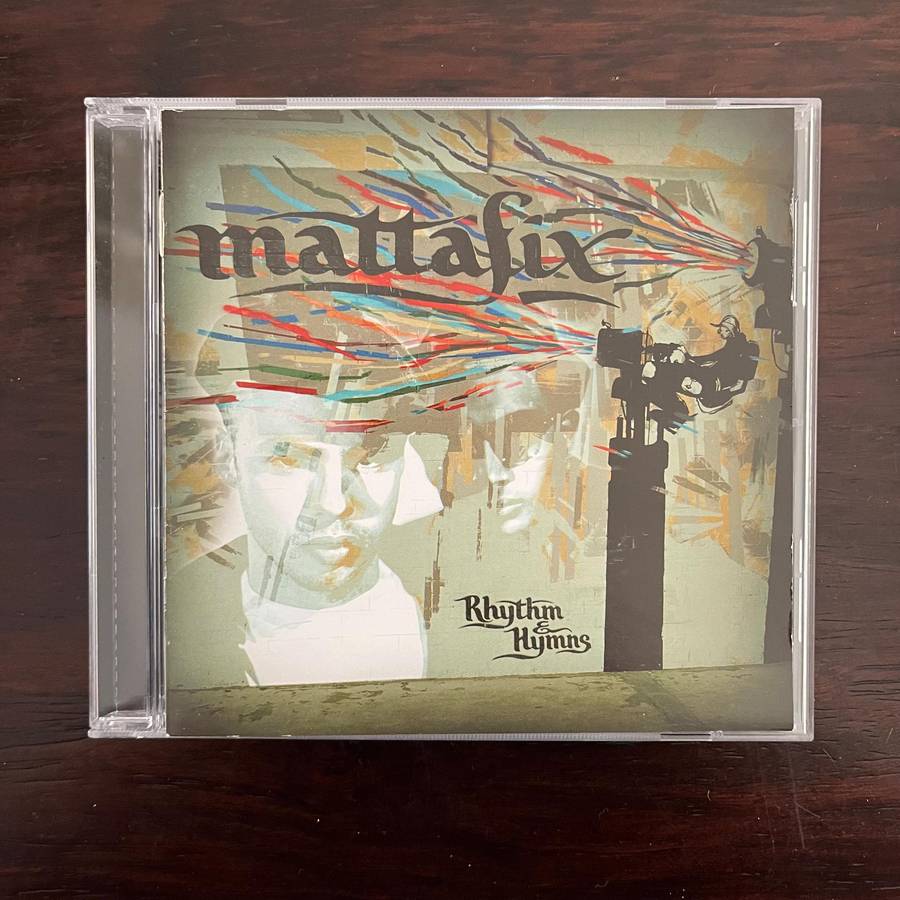 mattafix
Rhythm
&
Hymns